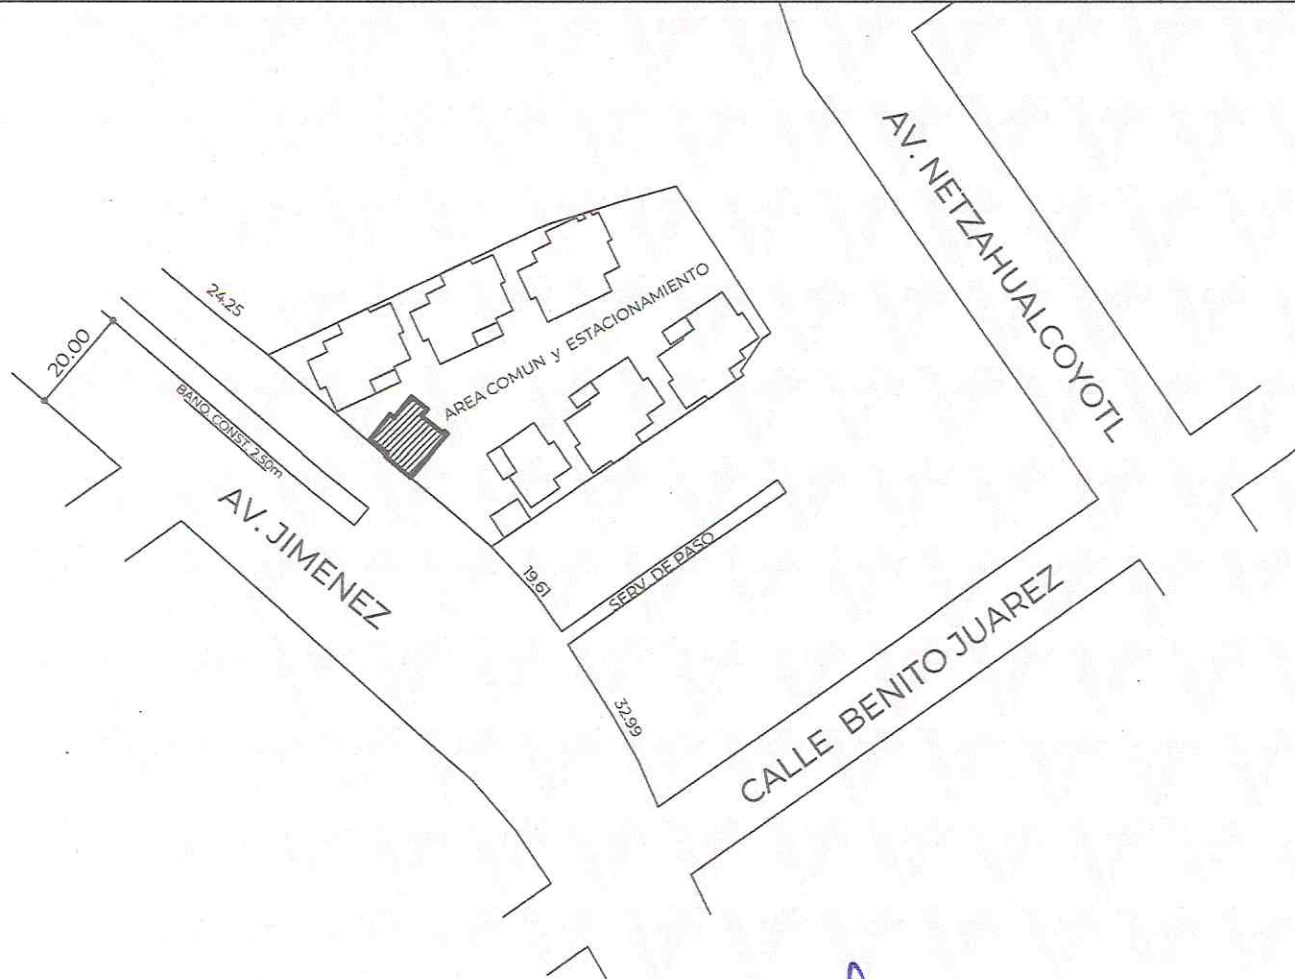 AV. NETZAHUALCOYOTL
24.25
20.00
AREA COMUN y ESTACIONAMIENTO
BANQ. CONST. 2.50m
AV. JIMENEZ
19.61
SERV. DE PASO
32.99
CALLE BENITO JUAREZ